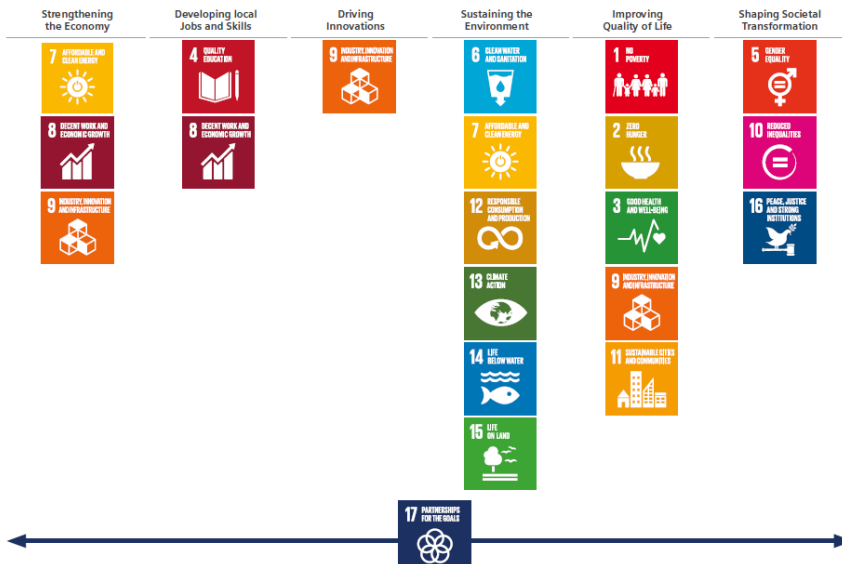 Strengthening
the Economy
7 AFFORDABLE AND
CLEAN ENERGY
8 DECENT WORK AND
ECONOMIC GROWTH
9 INDUSTRY, INNOVATION
AND INFRASTRUCTURE
Developing local
Jobs and Skills
4 QUALITY
EDUCATION
8 DECENT WORK AND
ECONOMIC GROWTH
Driving
Innovations
9 INDUSTRY, INNOVATION
AND INFRASTRUCTURE
Sustaining the
Environment
6 CLEAN WATER
AND SANITATION
7 AFFORDABLE AND
CLEAN ENERGY
12 RESPONSIBLE
CONSUMPTION
AND PRODUCTION
13 CLIMATE
ACTION
14 LIFE
BELOW WATER
15 LIFE
ON LAND
Improving
Quality of Life
1 NO
POVERTY
2 ZERO
HUNGER
3 GOOD HEALTH
AND WELL-BEING
9 INDUSTRY, INNOVATION
AND INFRASTRUCTURE
11 SUSTAINABLE CITIES
AND COMMUNITIES
Shaping Societal
Transformation
5 GENDER
EQUALITY
10 REDUCED
INEQUALITIES
16 PEACE, JUSTICE
AND STRONG
INSTITUTIONS
17 PARTNERSHIPS
FOR THE GOALS